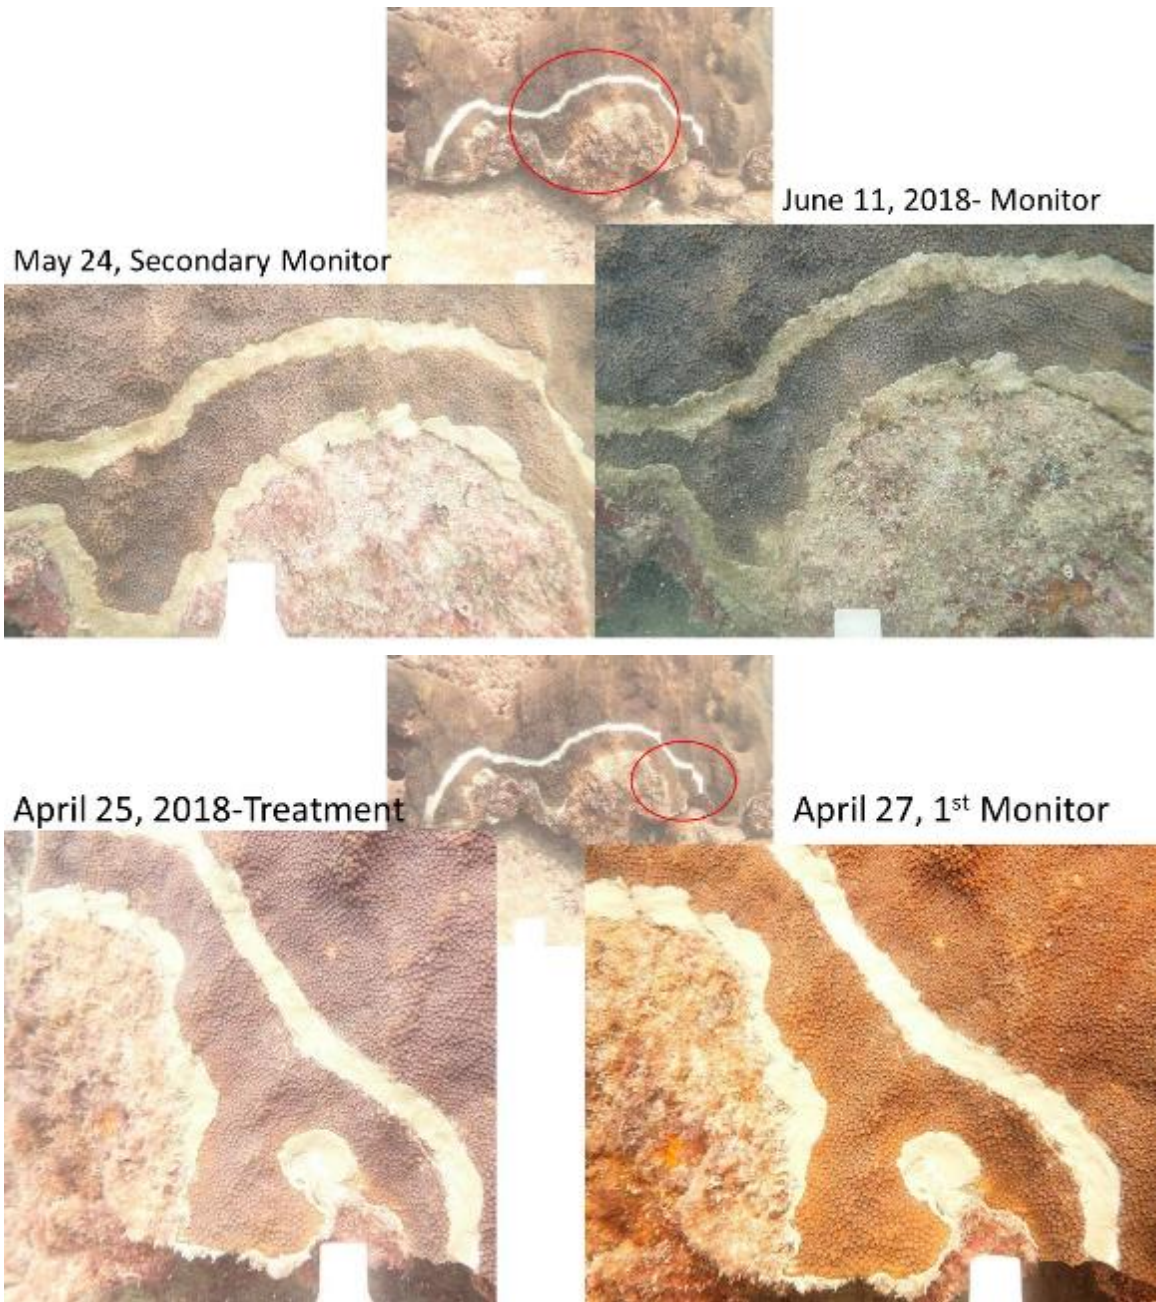 June 11, 2018- Monitor
May 24, Secondary Monitor
April 25, 2018-Treatment
April 27, 1st Monitor